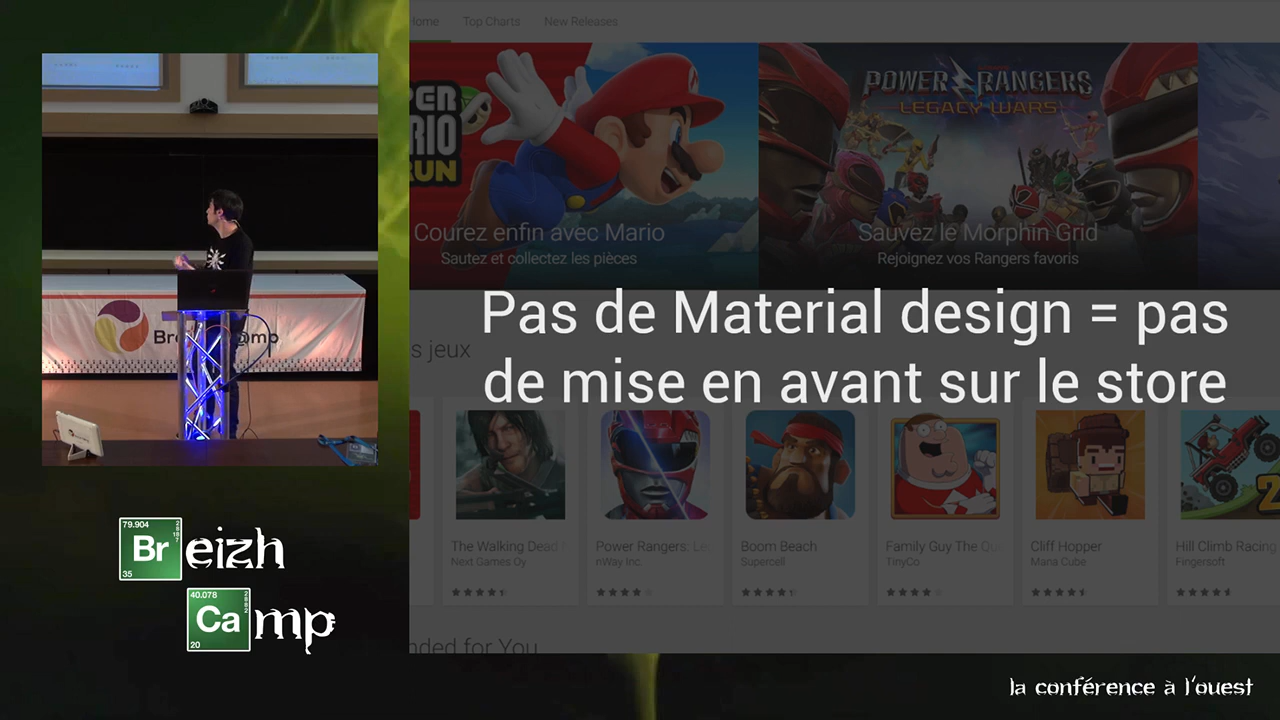 Home Top Charts New Releases
PER
RIO
RUN
POWER RANGERS
LEGACY WARS
Courez enfin avec Mario
Sautez et collectez les pièces
Sauvez le Morphin Grid
Rejoignez vos Rangers favoris
Pas de Material design = pas
de mise en avant sur le store
s jeux
The Walking Dead
Next Games Oy
Power Rangers: Le
nWay Inc.
Boom Beach
Supercell
Family Guy The Que
TinyCo
Cliff Hopper
Mana Cube
Hill Climb Racing
Fingersoft
nded for You
79.904
Br
35
eizh
40.078
Ca
20
mp
la conférence à l'ouest